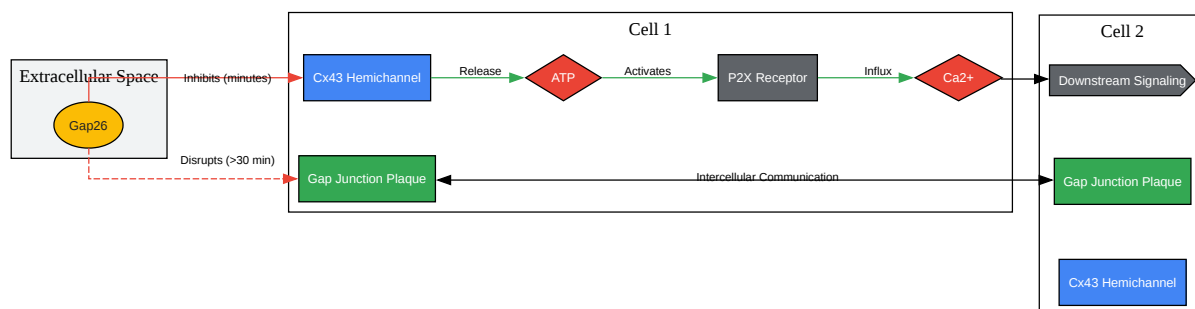 Cell 1
Cell 2
Extracellular Space
Inhibits (minutes)
Cx43 Hemichannel
Release
ATP
Activates
P2X Receptor
Influx
Ca2+
Downstream Signaling
Gap26
Disrupts (>30 min)
Gap Junction Plaque
Intercellular Communication
Gap Junction Plaque
Cx43 Hemichannel